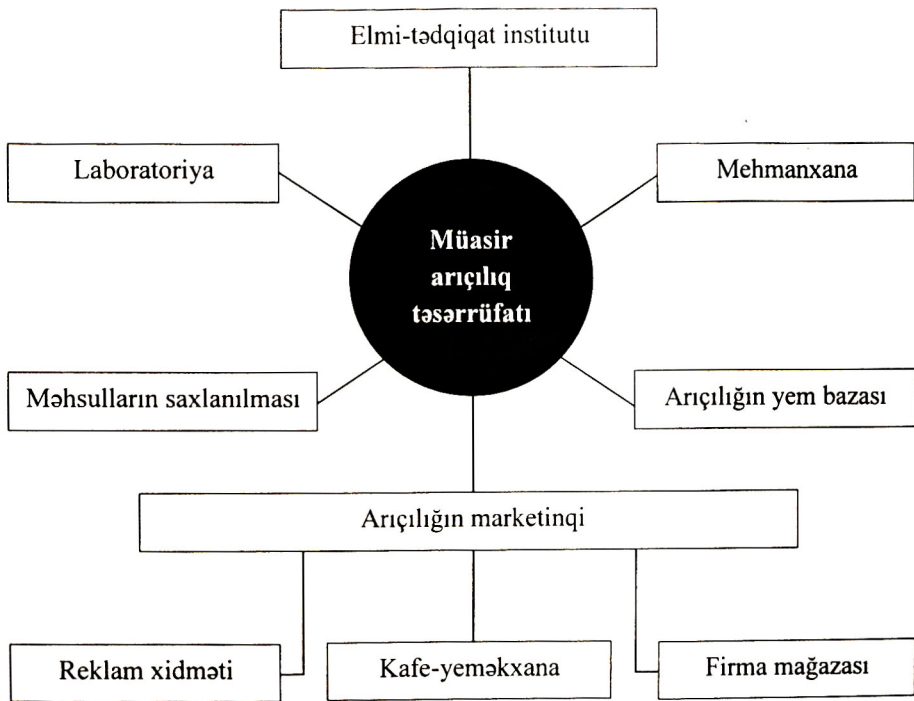 Elmi-tədqiqat institutu
Laboratoriya
Mehmanxana
Müasir
arıçılıq
təsərrüfatı
Məhsulların saxlanılması
Arıçılığın yem bazası
Arıçılığın marketinqi
Reklam xidməti
Kafe-yeməkxana
Firma mağazası